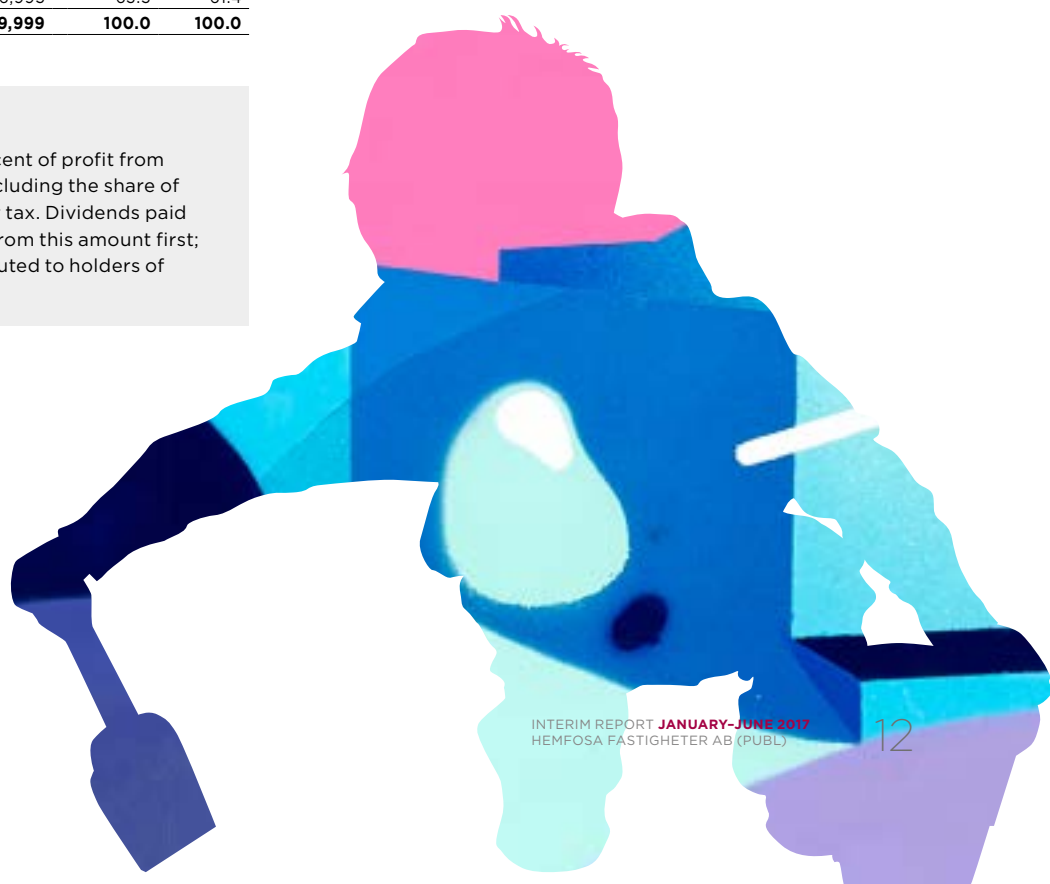 9,999 100.0 100.0
cent of profit from
cluding the share of
tax. Dividends paid
rom this amount first;
uted to holders of
INTERIM REPORT JANUARY–JUNE 2017
HEMFOSA FASTIGHETER AB (PUBL)
12